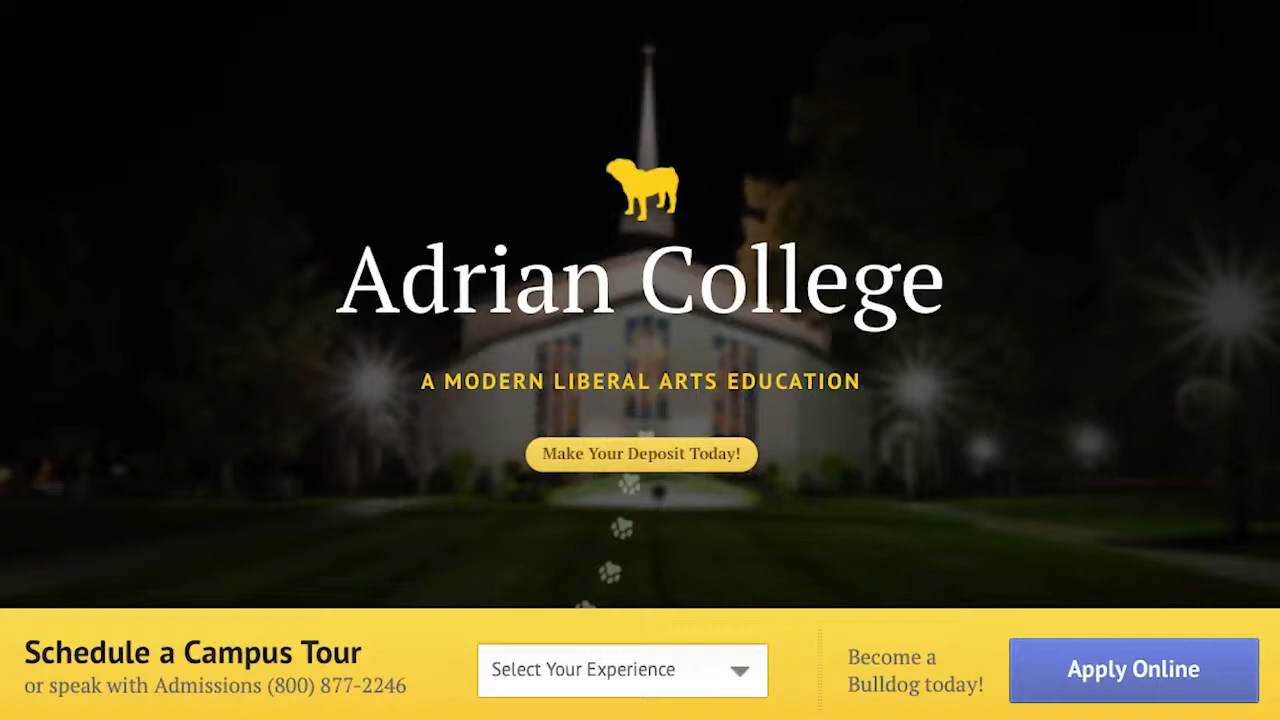 Adrian College
A MODERN LIBERAL ARTS EDUCATION
Make Your Deposit Today!
Schedule a Campus Tour
or speak with Admissions (800) 877-2246
Select Your Experience
Become a
Bulldog today!
Apply Online